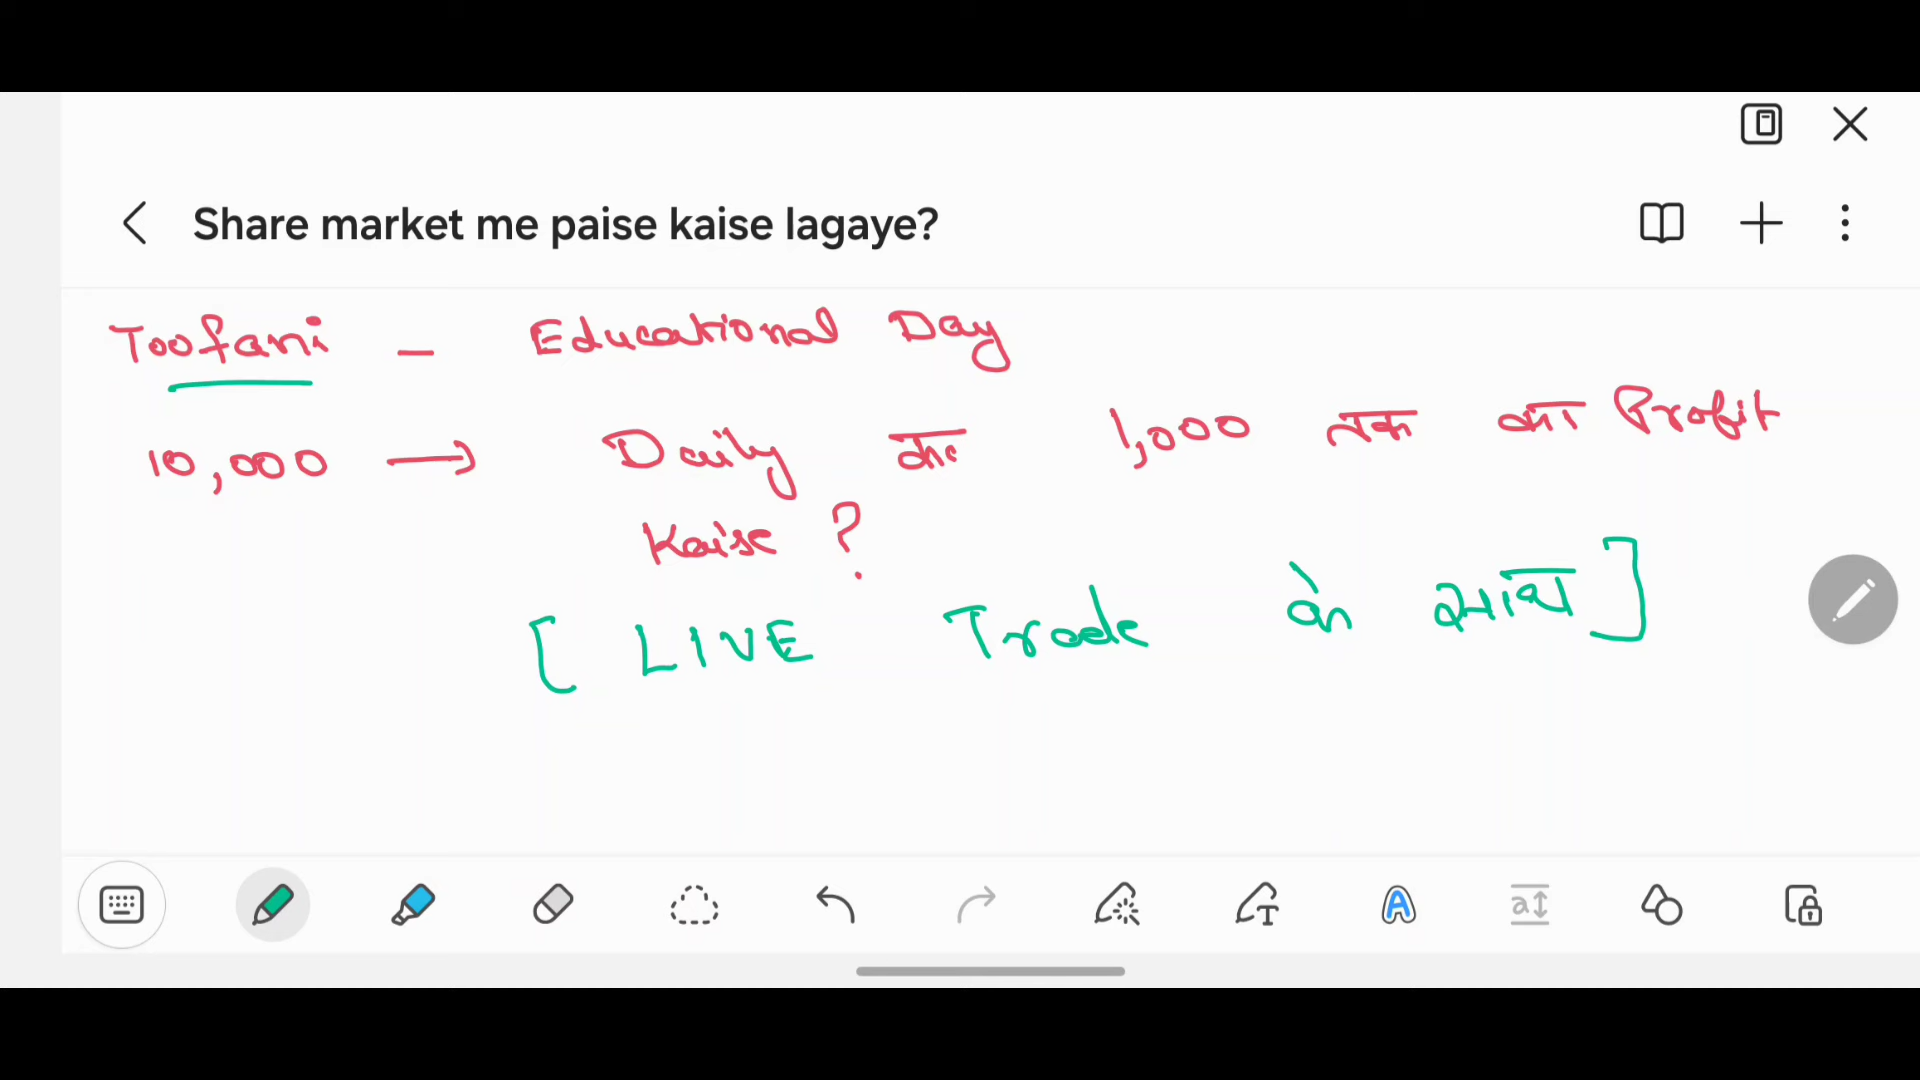 Share market me paise kaise lagaye?
Toofani - Educational Day
10,000 → Daily का 1,000 तक का Profit
Kaise ?
[ LIVE Trade के साथ ]